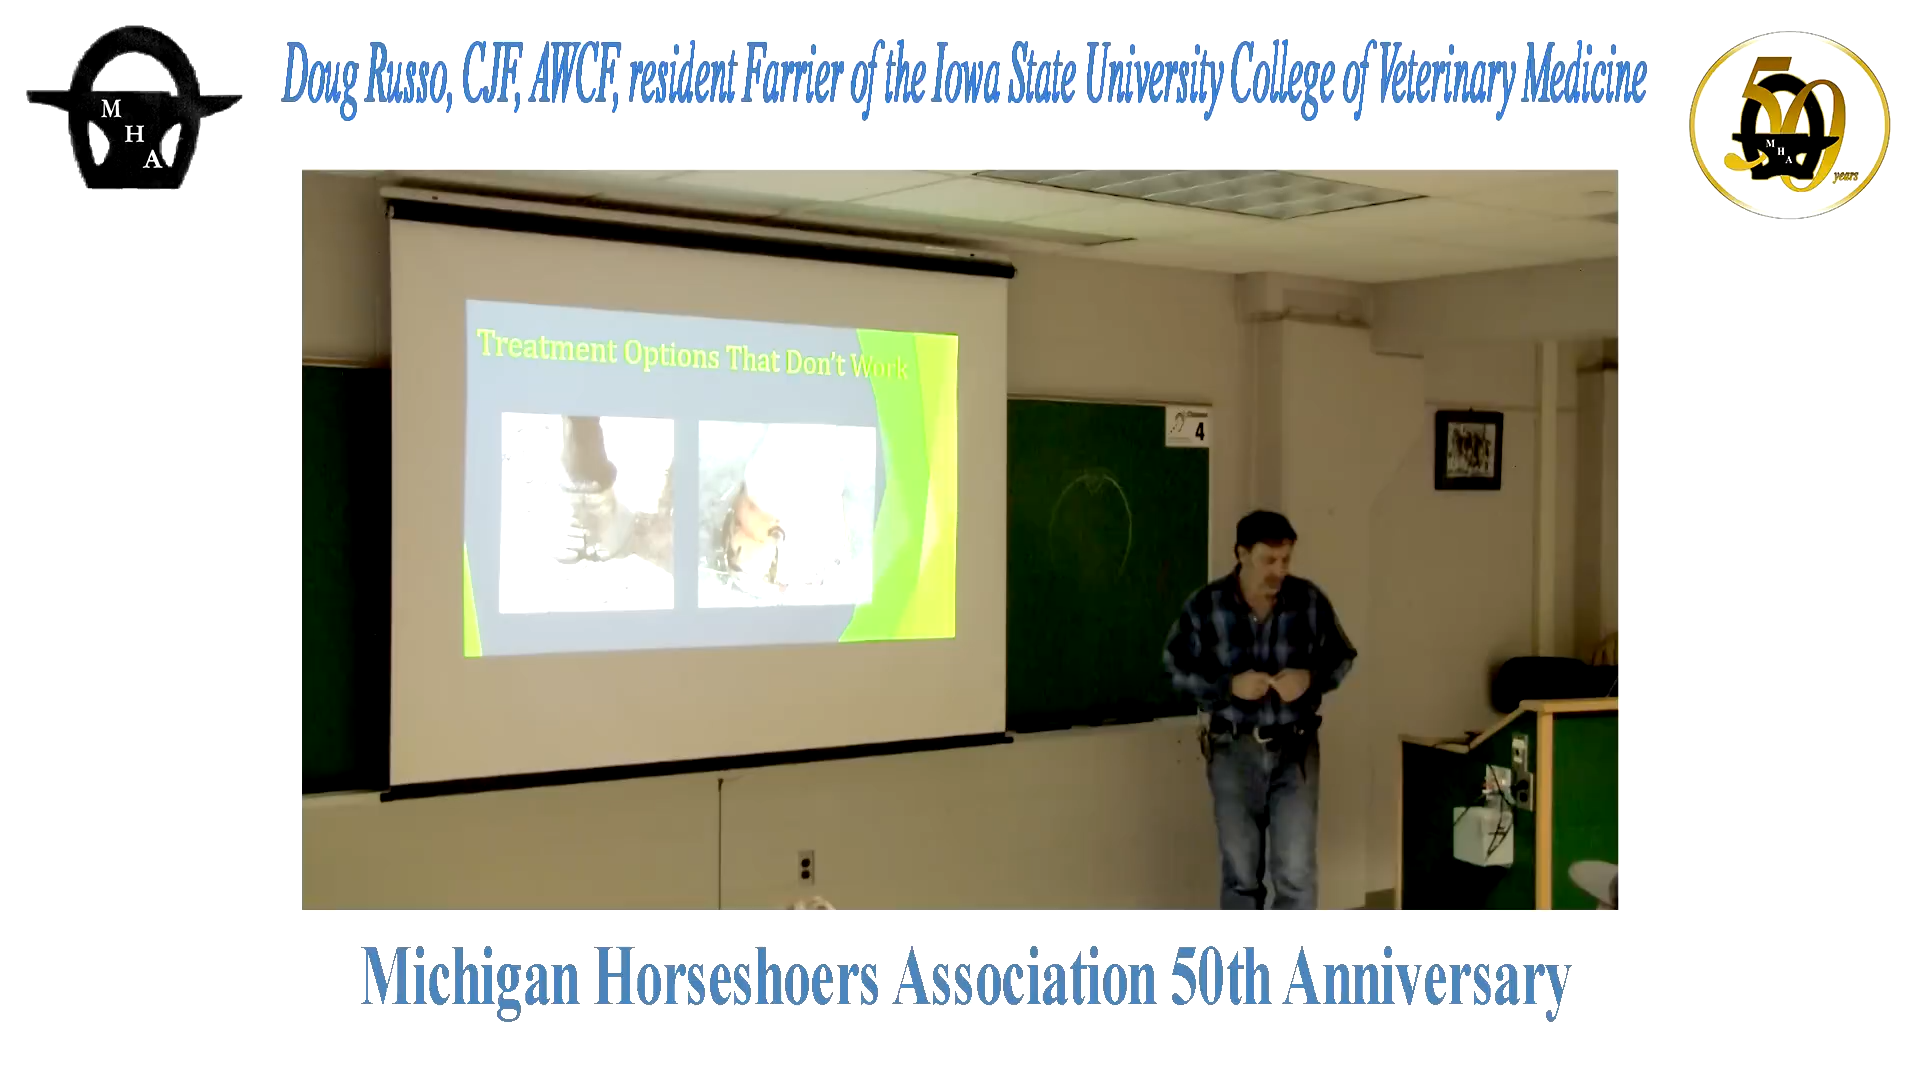 M
H
A
Doug Russo, CJF, AWCF, resident Farrier of the Iowa State University College of Veterinary Medicine
50
M
H
A
years
Treatment Options That Don't Work
4
Michigan Horseshoers Association 50th Anniversary